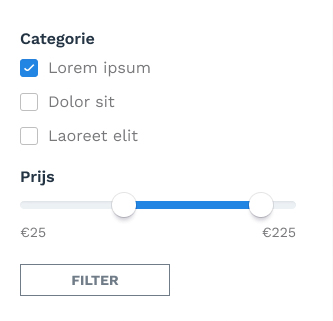 Categorie
Lorem ipsum
Dolor sit
Laoreet elit
Prijs
€25 €225
FILTER